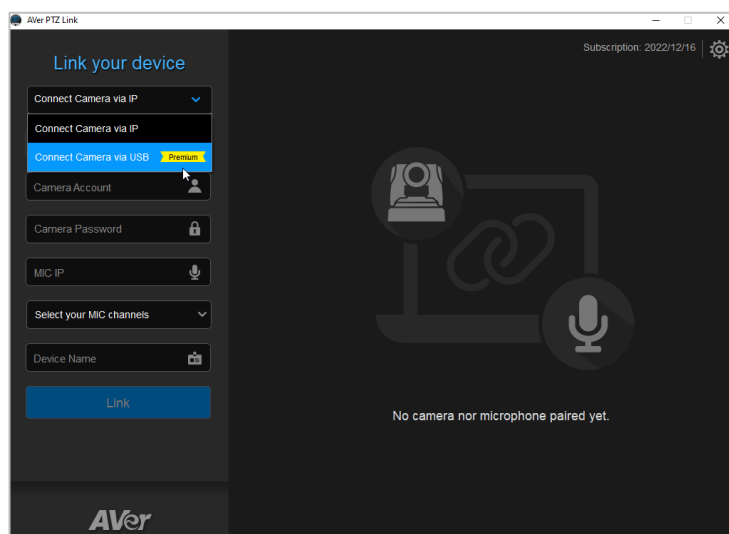 AVer PTZ Link
Link your device
Subscription: 2022/12/16
Connect Camera via IP
Connect Camera via IP
Connect Camera via USB Premium
Camera Account
Camera Password
MIC IP
Select your MIC channels
Device Name
Link
No camera nor microphone paired yet.
AVer